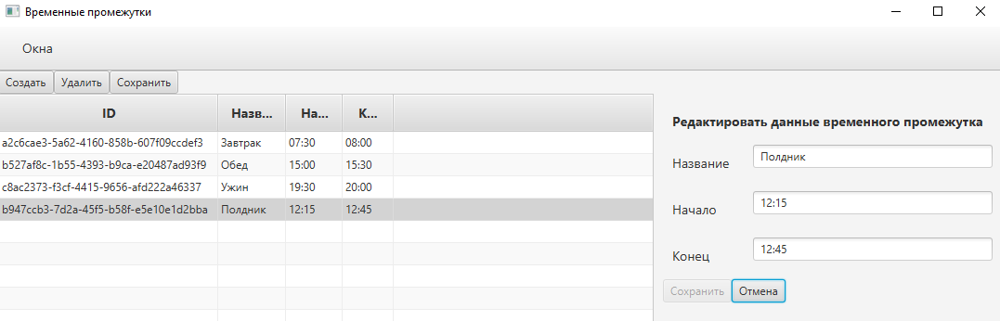 Временные промежутки
Окна
Создать Удалить Сохранить
ID Назв... На... К...
a2c6cae3-5a62-4160-858b-607f09ccdef3 Завтрак 07:30 08:00
b527af8c-1b55-4393-b9ca-e20487ad93f9 Обед 15:00 15:30
c8ac2373-f3cf-4415-9656-afd222a46337 Ужин 19:30 20:00
b947ccb3-7d2a-45f5-b58f-e5e10e1d2bba Полдник 12:15 12:45
Редактировать данные временного промежутка
Название Полдник
Начало 12:15
Конец 12:45
Сохранить Отмена